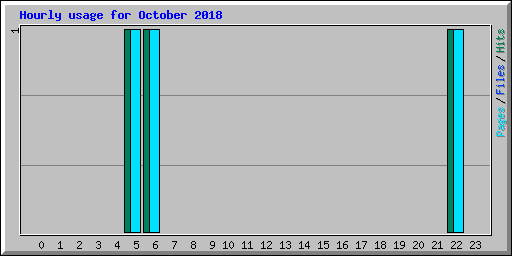 Hourly usage for October 2018
1
Pages/Files/Hits
0 1 2 3 4 5 6 7 8 9 10 11 12 13 14 15 16 17 18 19 20 21 22 23